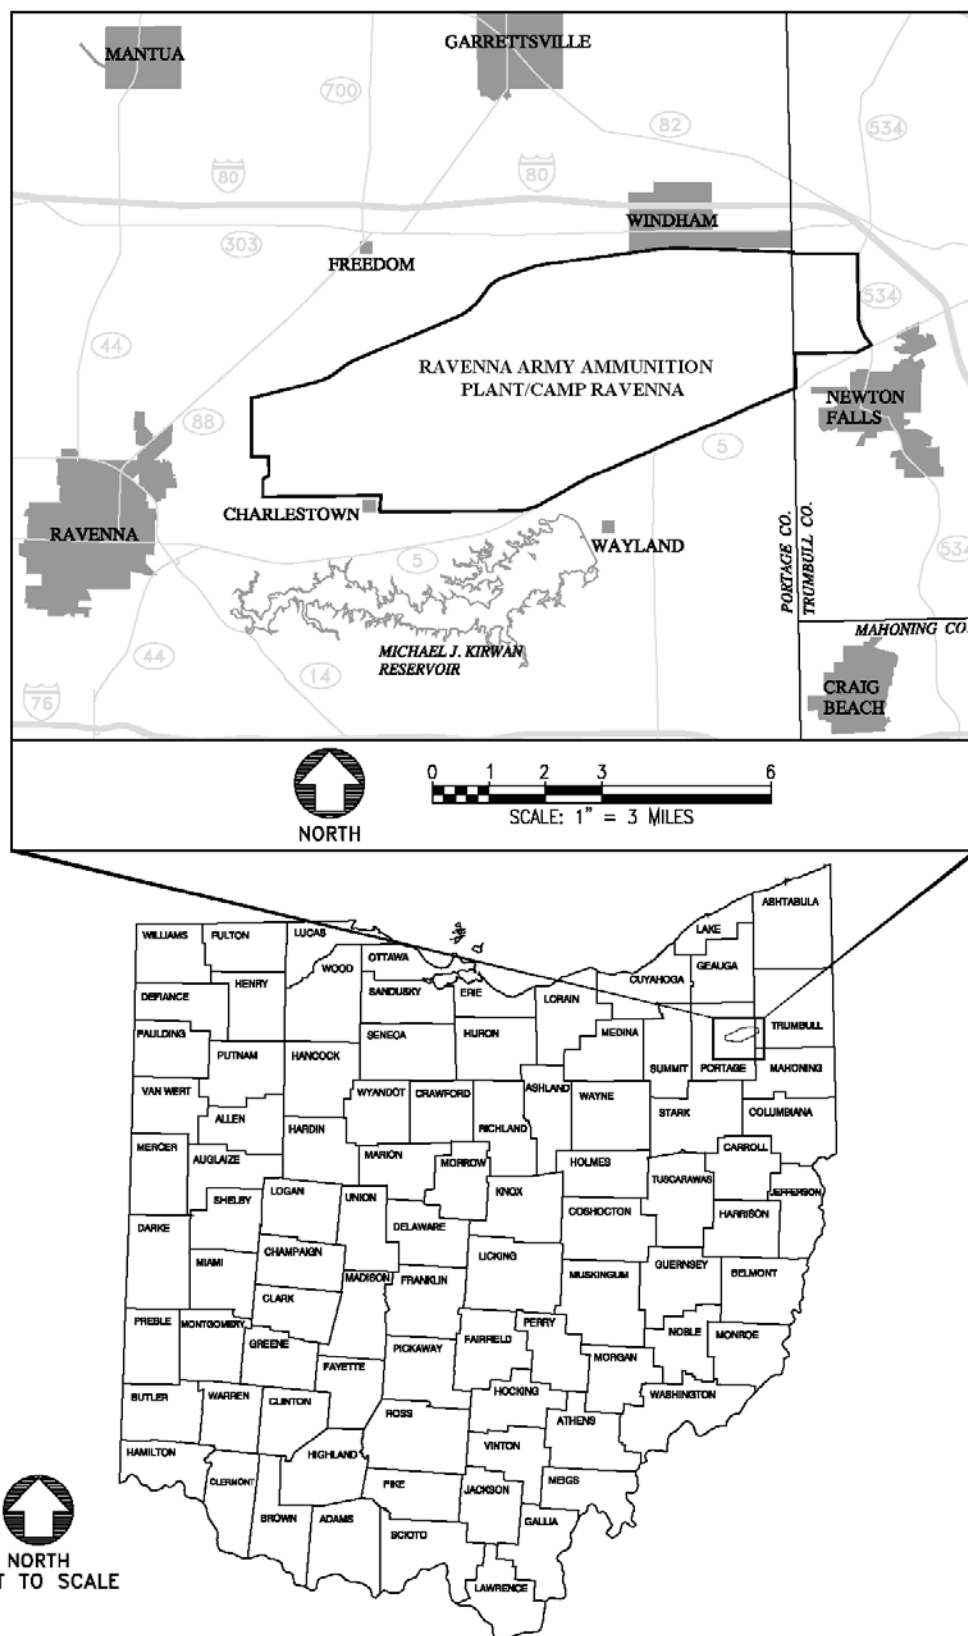 MANTUA
GARRETTSVILLE
700
82
534
80
80
WINDHAM
303
FREEDOM
534
44
RAVENNA ARMY AMMUNITION
PLANT/CAMP RAVENNA
NEWTON
FALLS
88
5
CHARLESTOWN
RAVENNA
WAYLAND
PORTAGE CO.
TRUMBULL CO.
5
534
MAHONING CO.
44
MICHAEL J. KIRWAN
RESERVOIR
14
76
CRAIG
BEACH
0 1 2 3 6
SCALE: 1" = 3 MILES
NORTH
ASHTABULA
WILLIAMS
FULTON
LUCAS
LAKE
OTTAWA
WOOD
GEAUGA
CUYAHOGA
HENRY
SANDUSKY
ERIE
LORAIN
DEFIANCE
TRUMBULL
PAULDING
SENECA
HURON
MEDINA
PUTNAM
HANCOCK
SUMMIT
PORTAGE
MAHONING
VAN WERT
WYANDOT
CRAWFORD
ASHLAND
WAYNE
STARK
COLUMBIANA
ALLEN
HARDIN
RICHLAND
MERCER
AUGLAIZE
MARION
MORROW
HOLMES
CARROLL
TUSCARAWAS
JEFFERSON
SHELBY
LOGAN
UNION
KNOX
COSHOCTON
HARRISON
DARKE
DELAWARE
MIAMI
CHAMPAIGN
LICKING
GUERNSEY
BELMONT
MADISON
FRANKLIN
MUSKINGUM
CLARK
PREBLE
MONTGOMERY
GREENE
PERRY
NOBLE
MONROE
FAIRFIELD
PICKAWAY
FAYETTE
MORGAN
BUTLER
WARREN
CLINTON
HOCKING
WASHINGTON
ROSS
ATHENS
HAMILTON
HIGHLAND
VINTON
CLERMONT
PIKE
JACKSON
MEIGS
BROWN
ADAMS
SCIOTO
GALLIA
LAWRENCE
NORTH
T TO SCALE